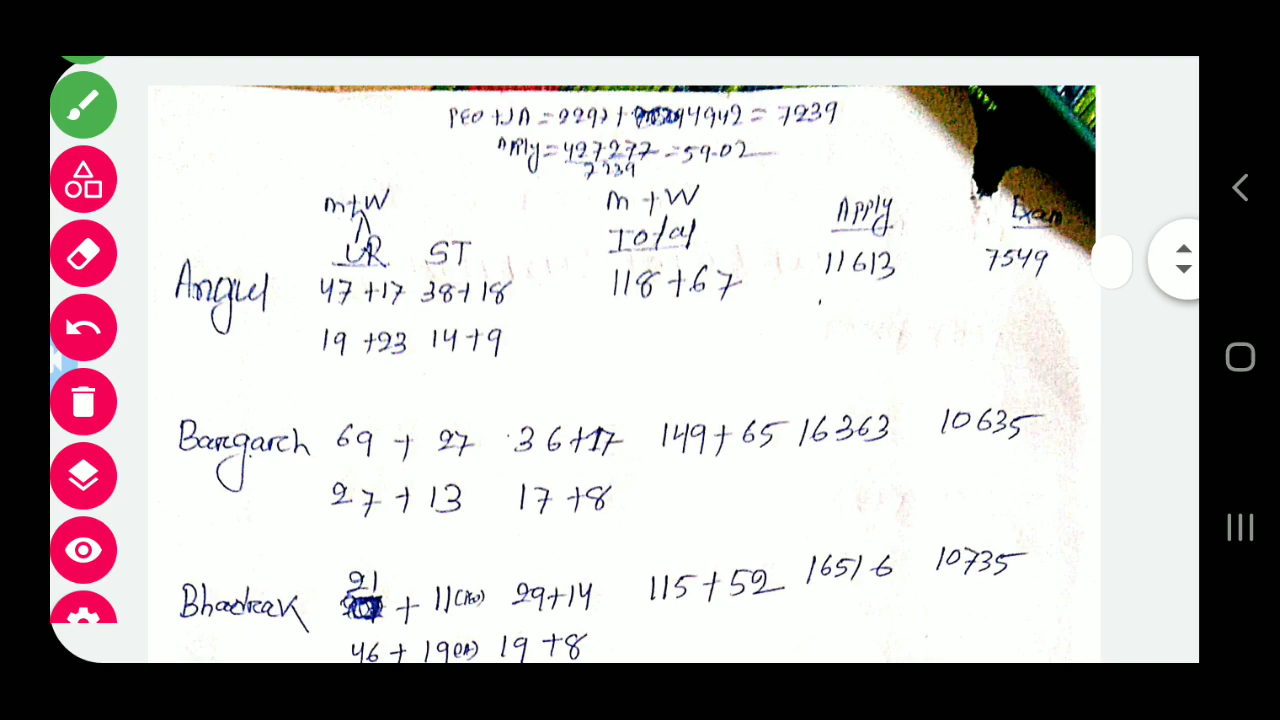 PEO + JA = 2297 + 4942 = 7239
Apply = 427277 = 59.02
7239
M+W M + W Apply Exam
UR ST Total
11613 7549
Angul 47 +17 38+18 118+67
19 +23 14+9
Bargarh 69 + 27 36+17 149+65 16363 10635
27 + 13 17 +8
21
Bhadrak + 11 29+14 115+52 16516 10735
46 + 19 19 +8